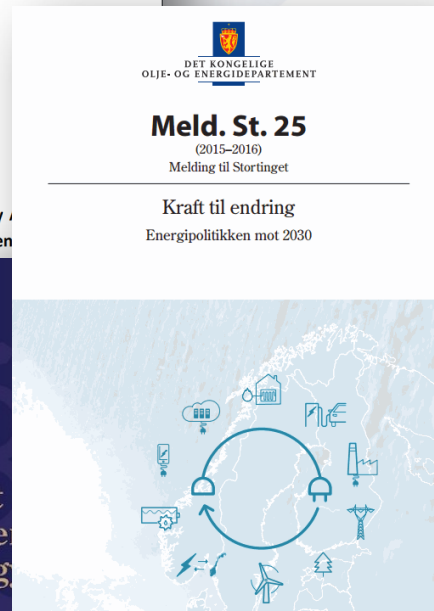 DET KONGELIGE
OLJE- OG ENERGIDEPARTEMENT
Meld. St. 25
(2015–2016)
Melding til Stortinget
Kraft til endring
Energipolitikken mot 2030